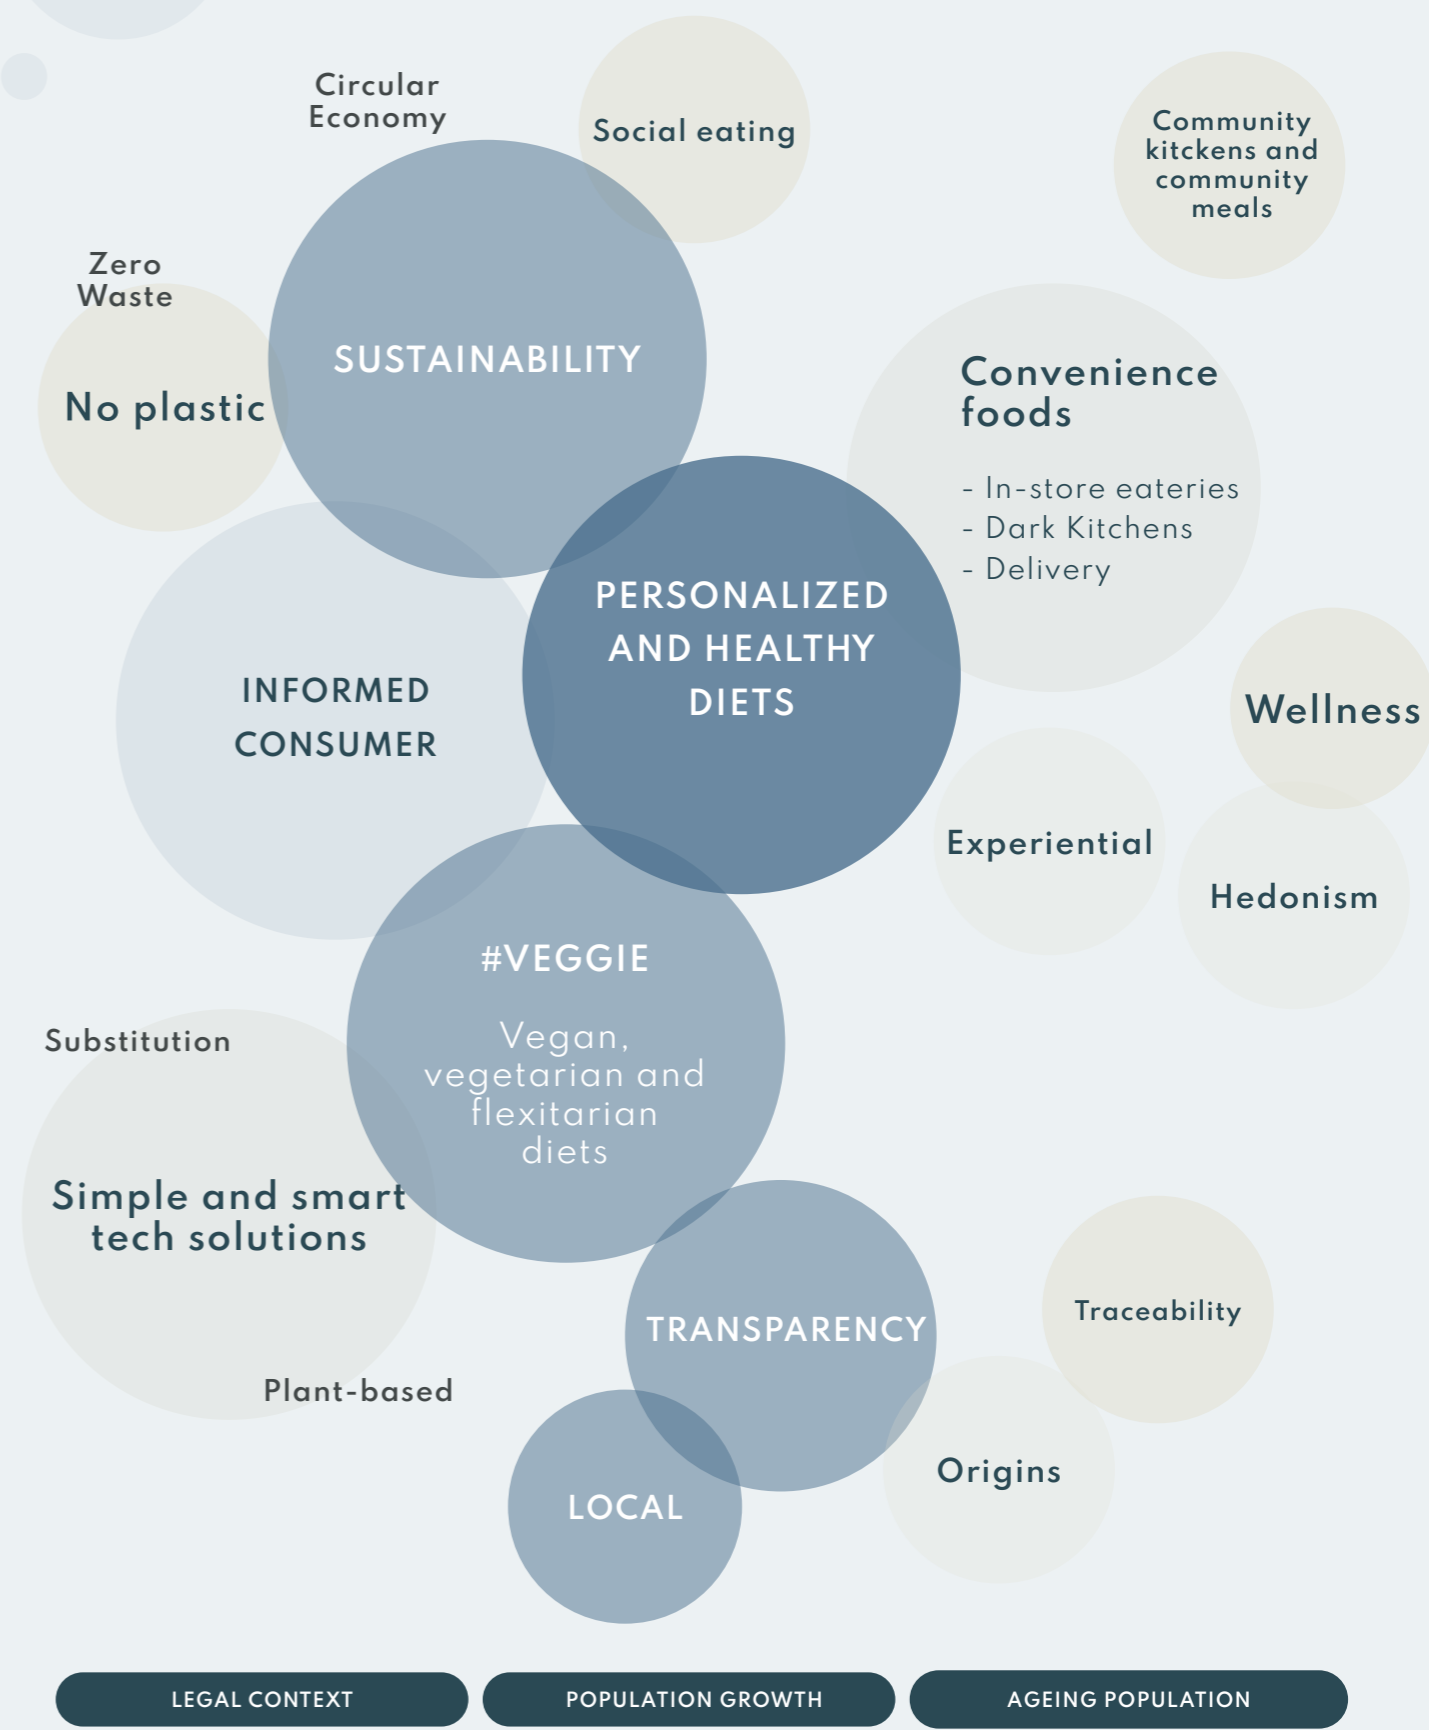 Circular
Economy
Social eating
Community
kitckens and
community
meals
Zero
Waste
No plastic
SUSTAINABILITY
Convenience
foods
- In-store eateries
- Dark Kitchens
- Delivery
PERSONALIZED
AND HEALTHY
DIETS
INFORMED
CONSUMER
Wellness
Experiential
Hedonism
#VEGGIE
Vegan,
vegetarian and
flexitarian
diets
Substitution
Simple and smart
tech solutions
Plant-based
TRANSPARENCY
Traceability
Origins
LOCAL
LEGAL CONTEXT
POPULATION GROWTH
AGEING POPULATION